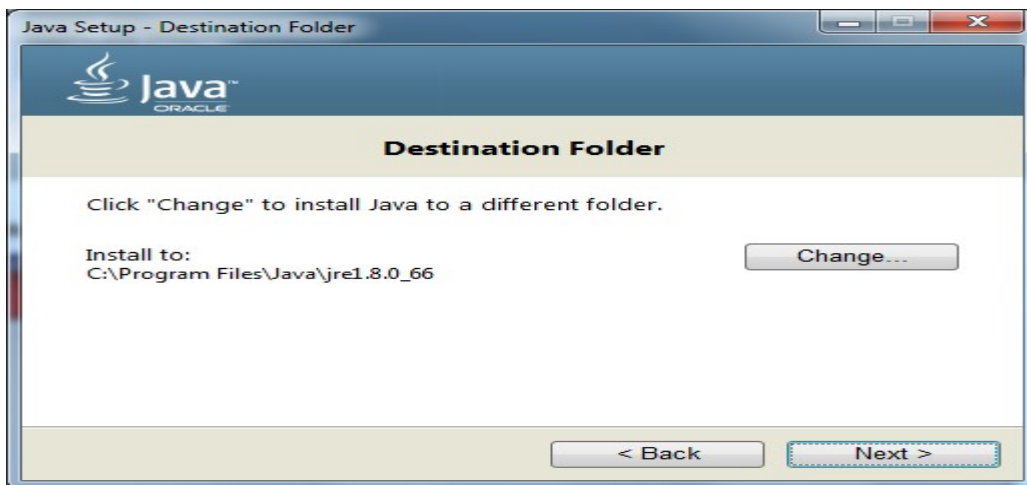 Java Setup - Destination Folder
Java™
ORACLE
Destination Folder
Click "Change" to install Java to a different folder.
Install to:
C:\Program Files\Java\jre1.8.0_66
Change...
< Back
Next >